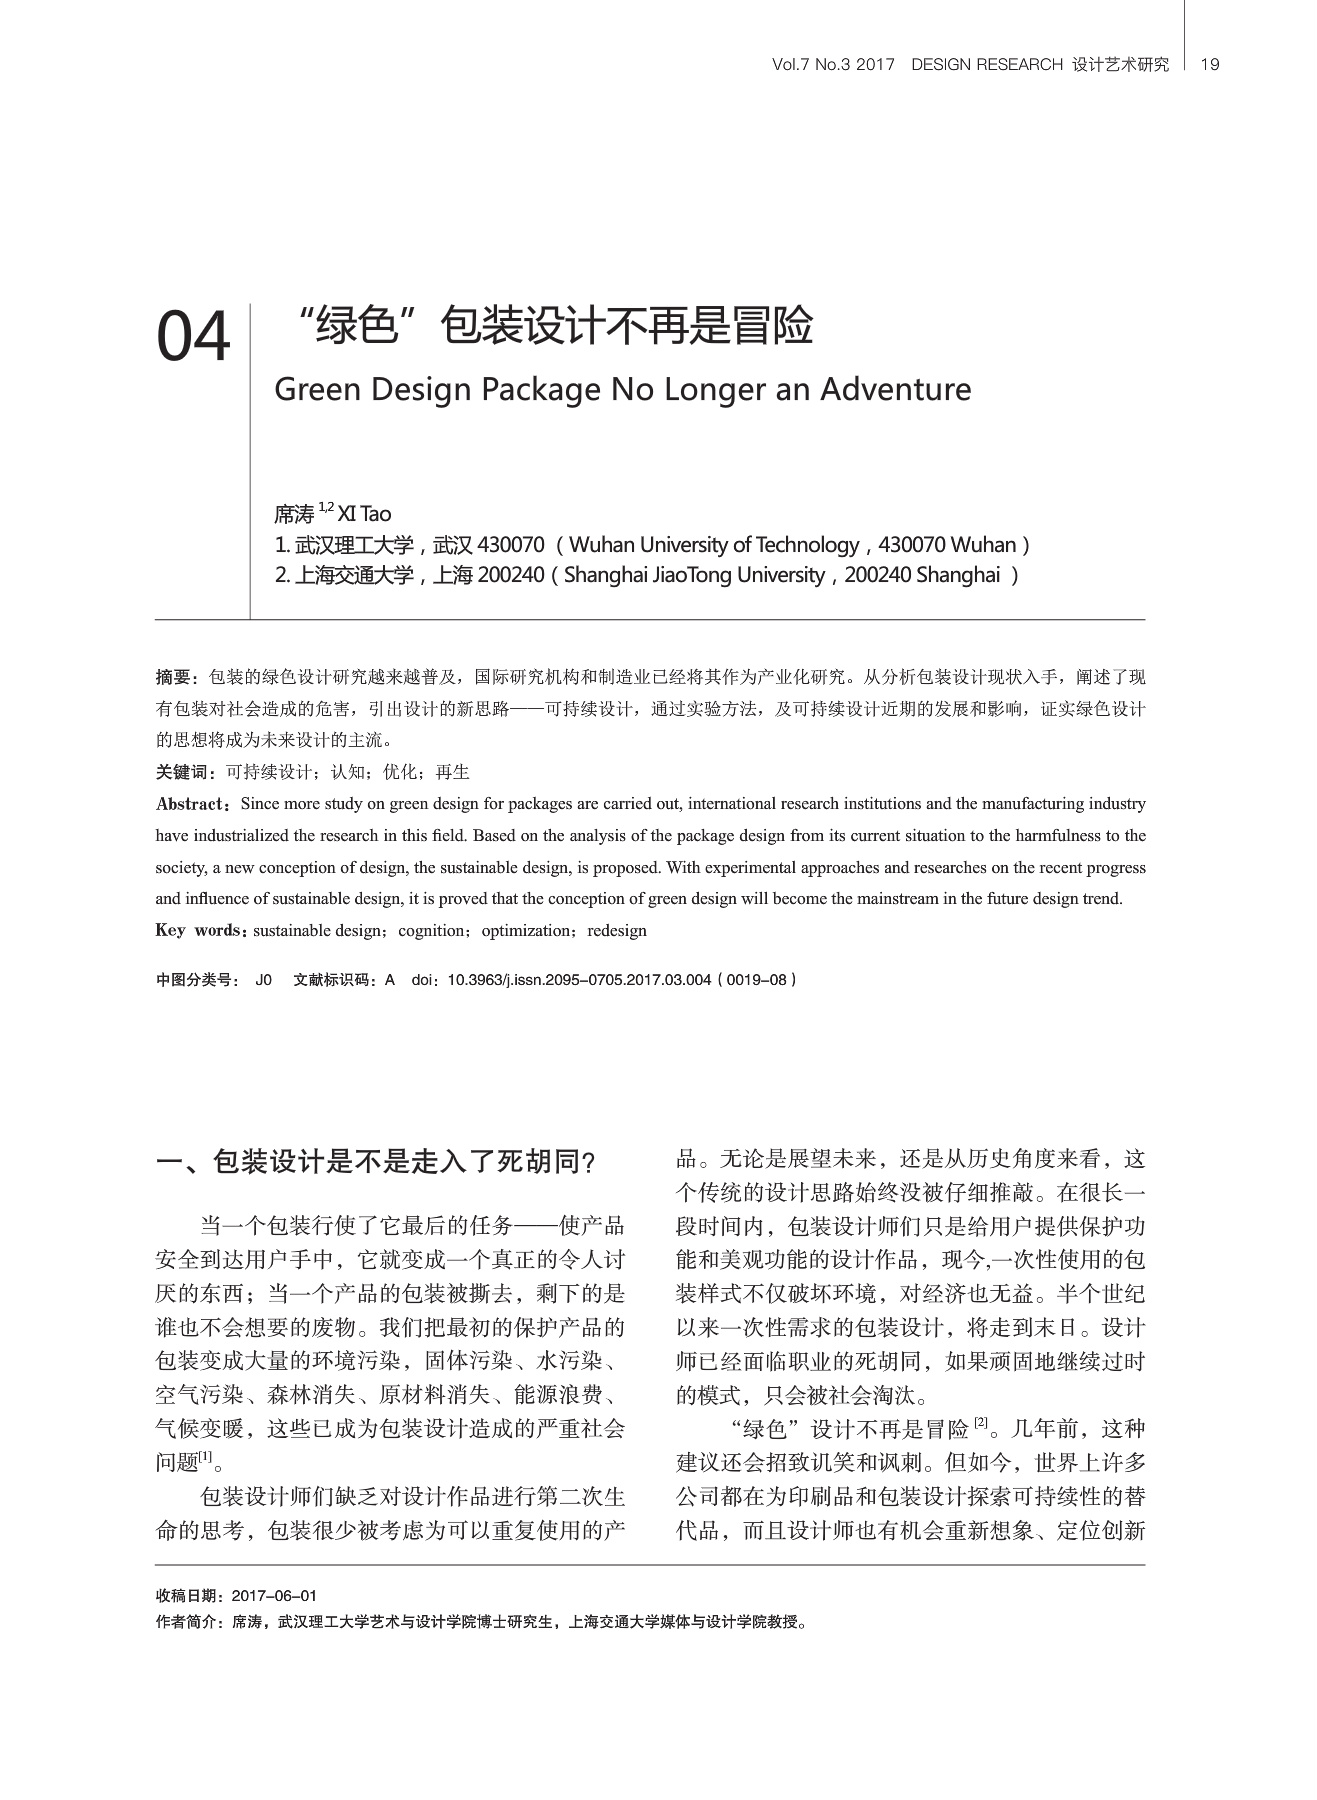 Vol.7 No.3 2017 DESIGN RESEARCH 设计艺术研究 19
04
“绿色”包装设计不再是冒险
Green Design Package No Longer an Adventure
席涛 1,2 XI Tao
1. 武汉理工大学，武汉 430070 （Wuhan University of Technology，430070 Wuhan）
2. 上海交通大学，上海 200240（Shanghai JiaoTong University，200240 Shanghai ）
摘要：包装的绿色设计研究越来越普及，国际研究机构和制造业已经将其作为产业化研究。从分析包装设计现状入手，阐述了现
有包装对社会造成的危害，引出设计的新思路——可持续设计，通过实验方法，及可持续设计近期的发展和影响，证实绿色设计
的思想将成为未来设计的主流。
关键词：可持续设计；认知；优化；再生
Abstract：Since more study on green design for packages are carried out, international research institutions and the manufacturing industry
have industrialized the research in this field. Based on the analysis of the package design from its current situation to the harmfulness to the
society, a new conception of design, the sustainable design, is proposed. With experimental approaches and researches on the recent progress
and influence of sustainable design, it is proved that the conception of green design will become the mainstream in the future design trend.
Key words：sustainable design；cognition；optimization；redesign
中图分类号： J0 文献标识码：A doi：10.3963/j.issn.2095-0705.2017.03.004（0019-08）
一、包装设计是不是走入了死胡同？
当一个包装行使了它最后的任务——使产品
安全到达用户手中，它就变成一个真正的令人讨
厌的东西；当一个产品的包装被撕去，剩下的是
谁也不会想要的废物。我们把最初的保护产品的
包装变成大量的环境污染，固体污染、水污染、
空气污染、森林消失、原材料消失、能源浪费、
气候变暖，这些已成为包装设计造成的严重社会
问题[1]。
包装设计师们缺乏对设计作品进行第二次生
命的思考，包装很少被考虑为可以重复使用的产
品。无论是展望未来，还是从历史角度来看，这
个传统的设计思路始终没被仔细推敲。在很长一
段时间内，包装设计师们只是给用户提供保护功
能和美观功能的设计作品，现今,一次性使用的包
装样式不仅破坏环境，对经济也无益。半个世纪
以来一次性需求的包装设计，将走到末日。设计
师已经面临职业的死胡同，如果顽固地继续过时
的模式，只会被社会淘汰。
“绿色”设计不再是冒险 [2]。几年前，这种
建议还会招致讥笑和讽刺。但如今，世界上许多
公司都在为印刷品和包装设计探索可持续性的替
代品，而且设计师也有机会重新想象、定位创新
收稿日期：2017-06-01
作者简介：席涛，武汉理工大学艺术与设计学院博士研究生，上海交通大学媒体与设计学院教授。